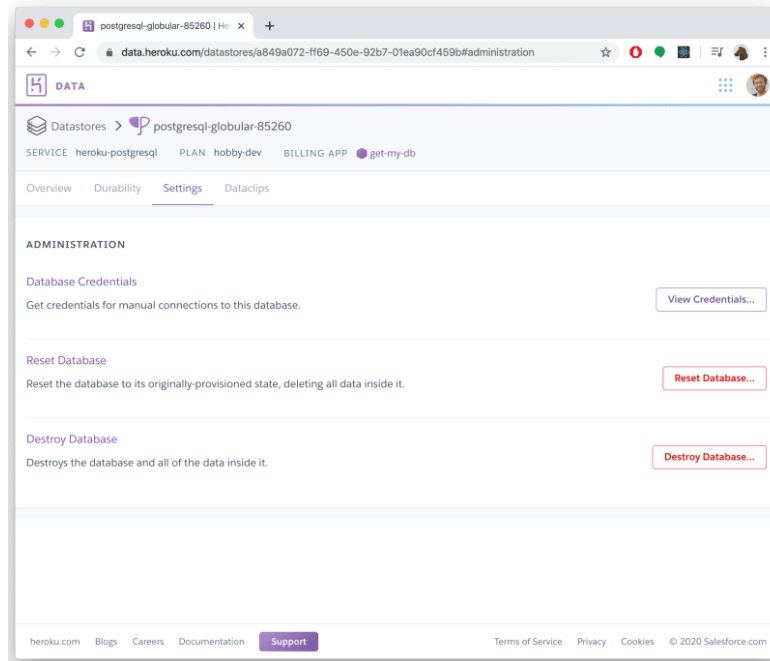 postgresql-globular-85260 | He
data.heroku.com/datastores/a849a072-ff69-450e-92b7-01ea90cf459b#administration
DATA
Datastores > postgresql-globular-85260
SERVICE heroku-postgresql PLAN hobby-dev BILLING APP get-my-db
Overview Durability Settings Dataclips
ADMINISTRATION
Database Credentials
Get credentials for manual connections to this database.
View Credentials...
Reset Database
Reset the database to its originally-provisioned state, deleting all data inside it.
Reset Database...
Destroy Database
Destroys the database and all of the data inside it.
Destroy Database...
heroku.com Blogs Careers Documentation Support Terms of Service Privacy Cookies © 2020 Salesforce.com